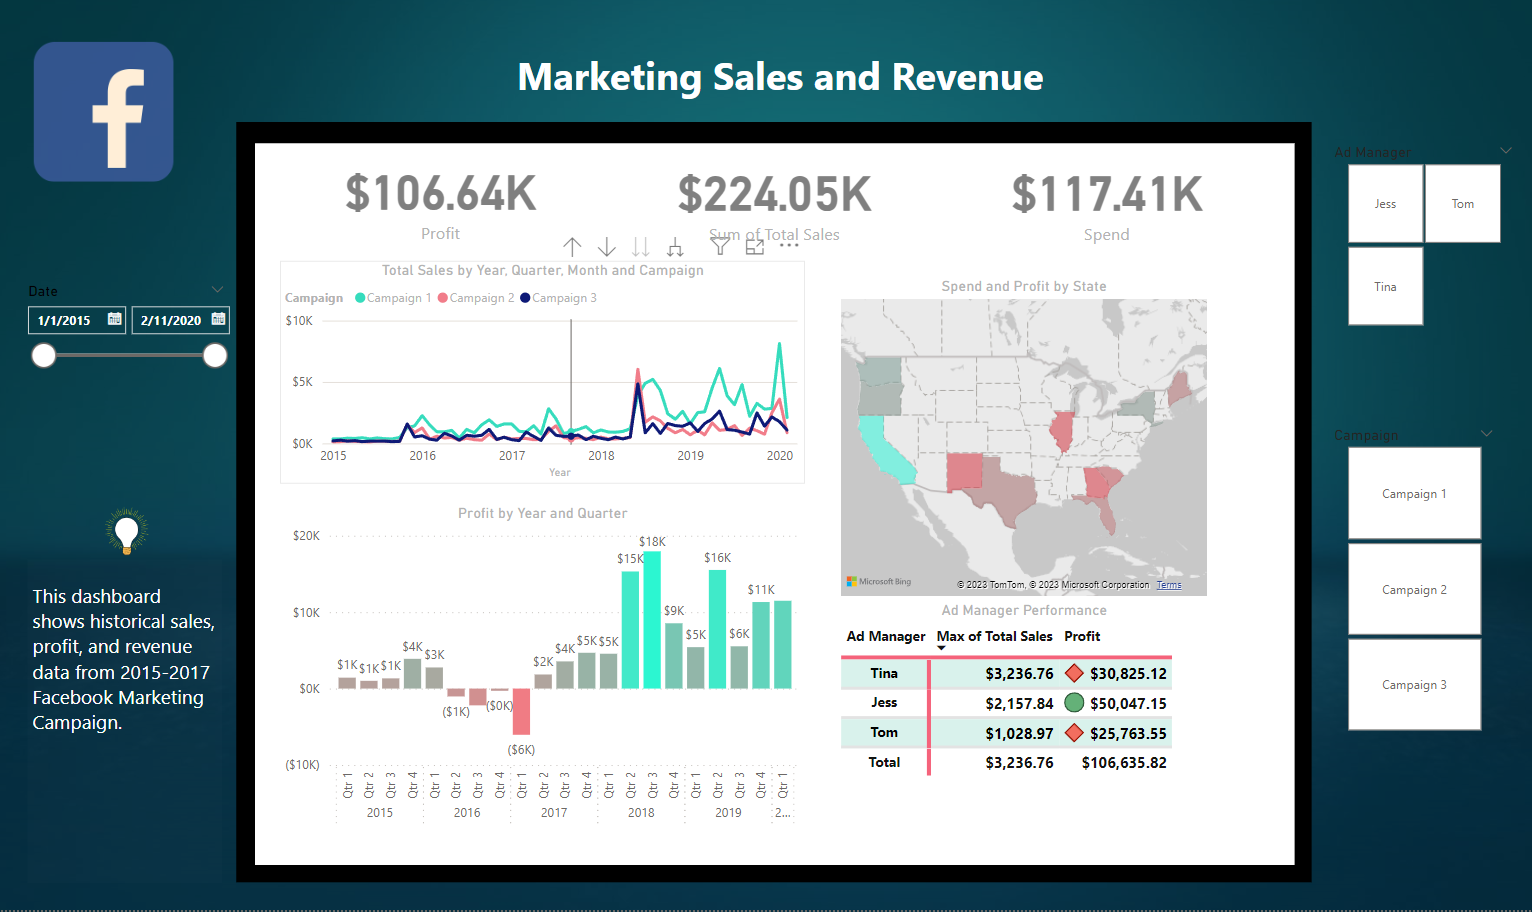 Marketing Sales and Revenue
$106.64K
Profit
$224.05K
Sum of Total Sales
$117.41K
Spend
Ad Manager
Jess
Tom
Tina
Date
1/1/2015
2/11/2020
Total Sales by Year, Quarter, Month and Campaign
Campaign Campaign 1 Campaign 2 Campaign 3
$10K
$5K
$0K
2015 2016 2017 2018 2019 2020
Year
Spend and Profit by State
Microsoft Bing
© 2023 TomTom, © 2023 Microsoft Corporation Terms
Campaign
Campaign 1
Campaign 2
Campaign 3
This dashboard
shows historical sales,
profit, and revenue
data from 2015-2017
Facebook Marketing
Campaign.
Profit by Year and Quarter
$20K
$10K
$0K
($10K)
$1K $1K $1K $4K $3K ($1K) ($0K) ($6K) $2K $4K $5K $5K $15K $18K $9K $5K $16K $6K $11K
Qtr 1 Qtr 2 Qtr 3 Qtr 4 Qtr 1 Qtr 2 Qtr 3 Qtr 4 Qtr 1 Qtr 2 Qtr 3 Qtr 4 Qtr 1 Qtr 2 Qtr 3 Qtr 4 Qtr 1 Qtr 2 Qtr 3 Qtr 4 Qtr 1
2015 2016 2017 2018 2019 2...
Ad Manager Performance
Ad Manager Max of Total Sales Profit
Tina $3,236.76 $30,825.12
Jess $2,157.84 $50,047.15
Tom $1,028.97 $25,763.55
Total $3,236.76 $106,635.82